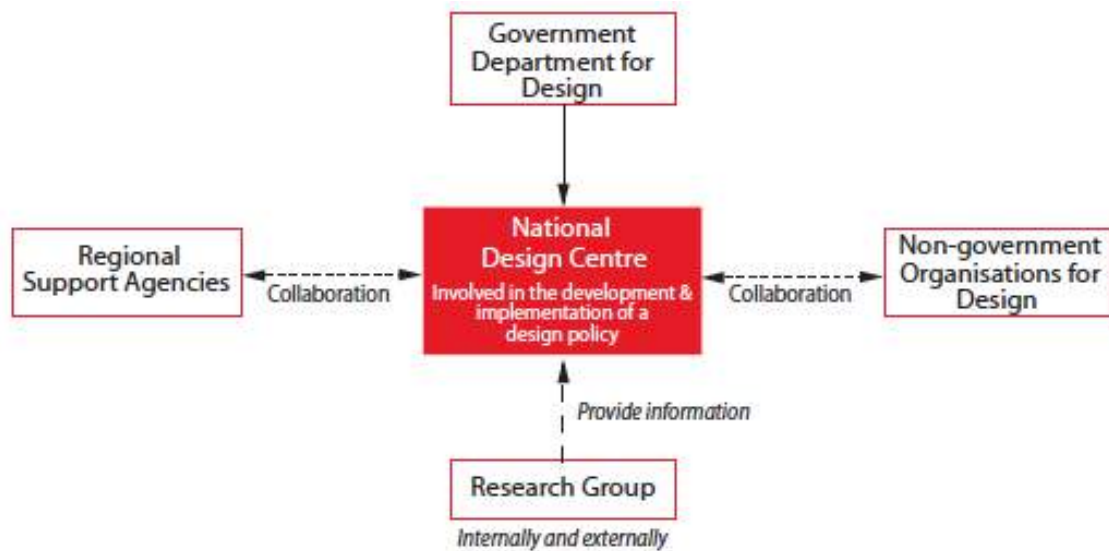 Government
Department for
Design
National
Design Centre
Involved in the development &
implementation of a
design policy
Regional
Support Agencies
Collaboration
Collaboration
Non-government
Organisations for
Design
Provide information
Research Group
Internally and externally